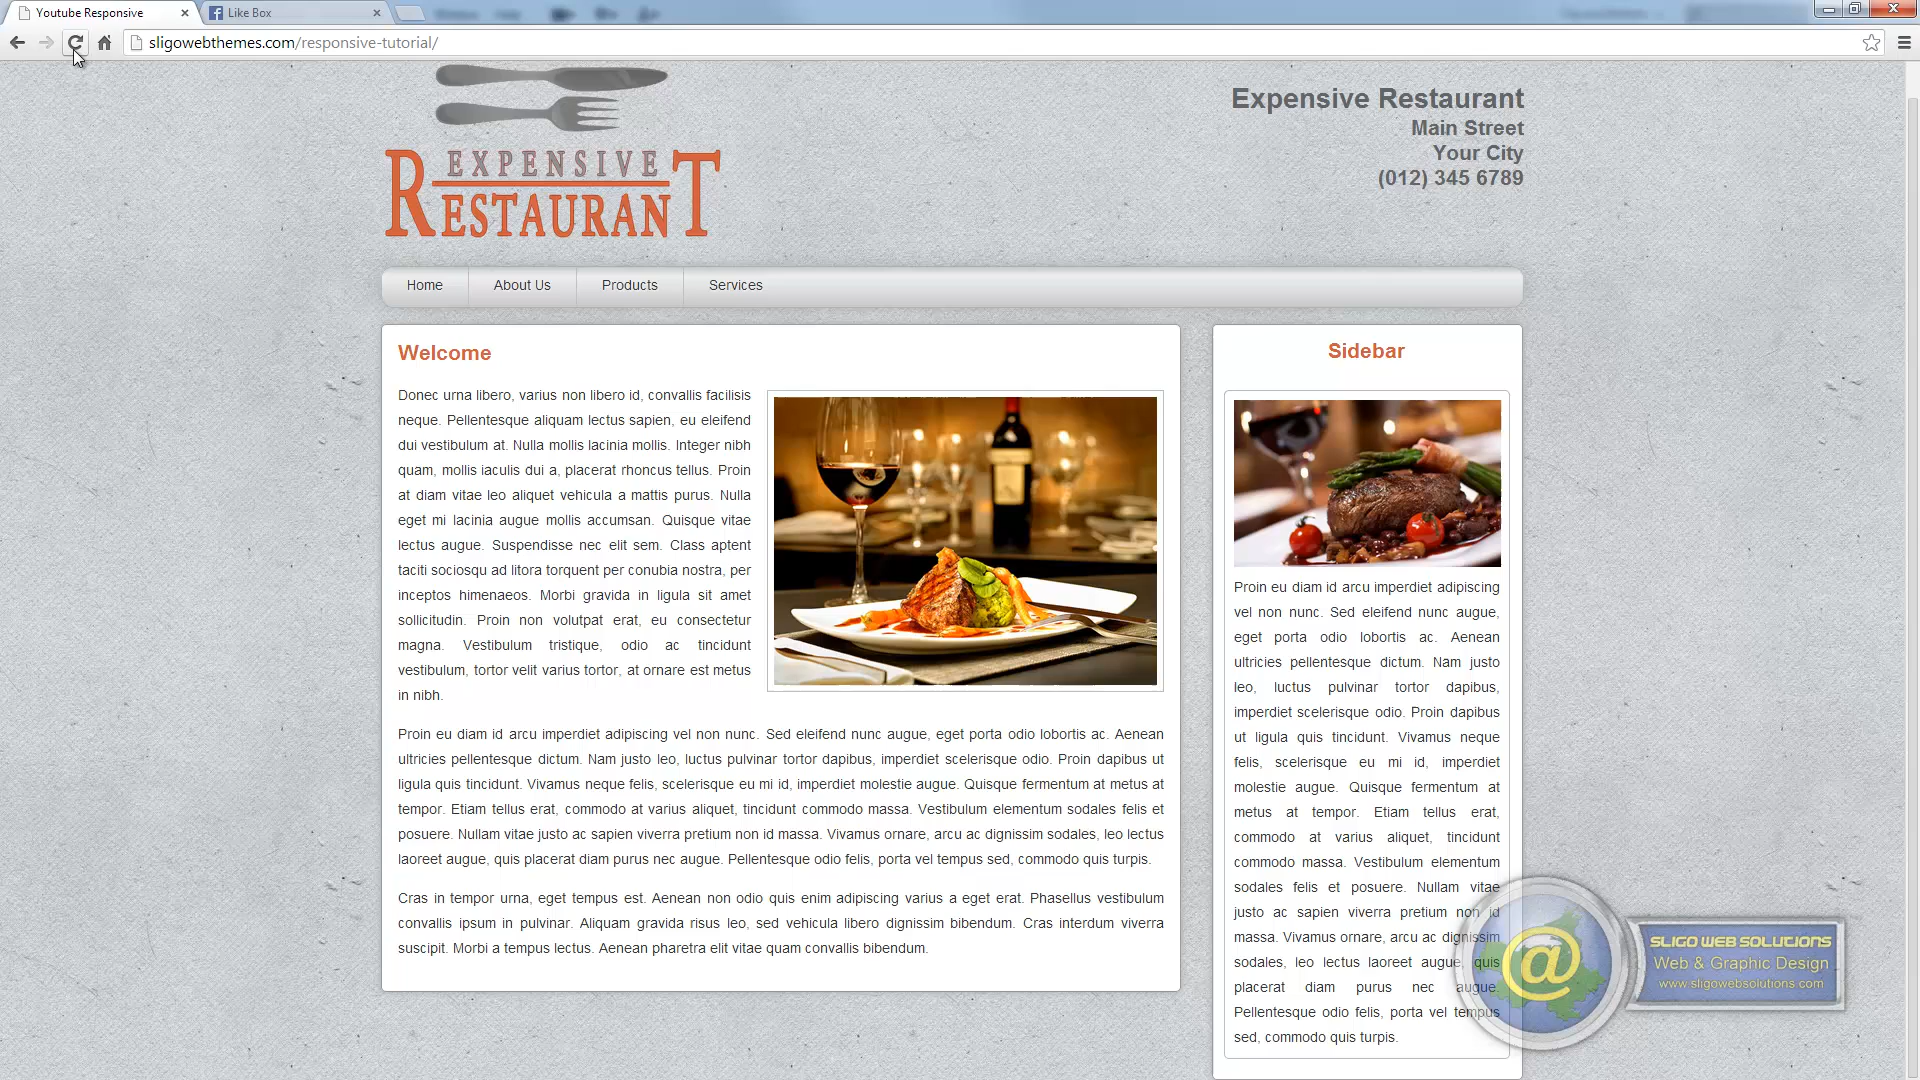 Youtube Responsive
Like Box
sligowebthemes.com/responsive-tutorial/
EXPENSIVE
RESTAURANT
Expensive Restaurant
Main Street
Your City
(012) 345 6789
Home
About Us
Products
Services
Welcome
Donec urna libero, varius non libero id, convallis facilisis
neque. Pellentesque aliquam lectus sapien, eu eleifend
dui vestibulum at. Nulla mollis lacinia mollis. Integer nibh
quam, mollis iaculis dui a, placerat rhoncus tellus. Proin
at diam vitae leo aliquet vehicula a mattis purus. Nulla
eget mi lacinia augue mollis accumsan. Quisque vitae
lectus augue. Suspendisse nec elit sem. Class aptent
taciti sociosqu ad litora torquent per conubia nostra, per
inceptos himenaeos. Morbi gravida in ligula sit amet
sollicitudin. Proin non volutpat erat, eu consectetur
magna. Vestibulum tristique, odio ac tincidunt
vestibulum, tortor velit varius tortor, at ornare est metus
in nibh.
Proin eu diam id arcu imperdiet adipiscing vel non nunc. Sed eleifend nunc augue, eget porta odio lobortis ac. Aenean
ultricies pellentesque dictum. Nam justo leo, luctus pulvinar tortor dapibus, imperdiet scelerisque odio. Proin dapibus ut
ligula quis tincidunt. Vivamus neque felis, scelerisque eu mi id, imperdiet molestie augue. Quisque fermentum at metus at
tempor. Etiam tellus erat, commodo at varius aliquet, tincidunt commodo massa. Vestibulum elementum sodales felis et
posuere. Nullam vitae justo ac sapien viverra pretium non id massa. Vivamus ornare, arcu ac dignissim sodales, leo lectus
laoreet augue, quis placerat diam purus nec augue. Pellentesque odio felis, porta vel tempus sed, commodo quis turpis.
Cras in tempor urna, eget tempus est. Aenean non odio quis enim adipiscing varius a eget erat. Phasellus vestibulum
convallis ipsum in pulvinar. Aliquam gravida risus leo, sed vehicula libero dignissim bibendum. Cras interdum viverra
suscipit. Morbi a tempus lectus. Aenean pharetra elit vitae quam convallis bibendum.
Sidebar
Proin eu diam id arcu imperdiet adipiscing
vel non nunc. Sed eleifend nunc augue,
eget porta odio lobortis ac. Aenean
ultricies pellentesque dictum. Nam justo
leo, luctus pulvinar tortor dapibus,
imperdiet scelerisque odio. Proin dapibus
ut ligula quis tincidunt. Vivamus neque
felis, scelerisque eu mi id, imperdiet
molestie augue. Quisque fermentum at
metus at tempor. Etiam tellus erat,
commodo at varius aliquet, tincidunt
commodo massa. Vestibulum elementum
sodales felis et posuere. Nullam vitae
justo ac sapien viverra pretium non id
massa. Vivamus ornare, arcu ac dignissim
sodales, leo lectus laoreet augue, quis
placerat diam purus nec augue.
Pellentesque odio felis, porta vel tempus
sed, commodo quis turpis.
@
SLIGO WEB SOLUTIONS
Web & Graphic Design
www.sligowebsolutions.com